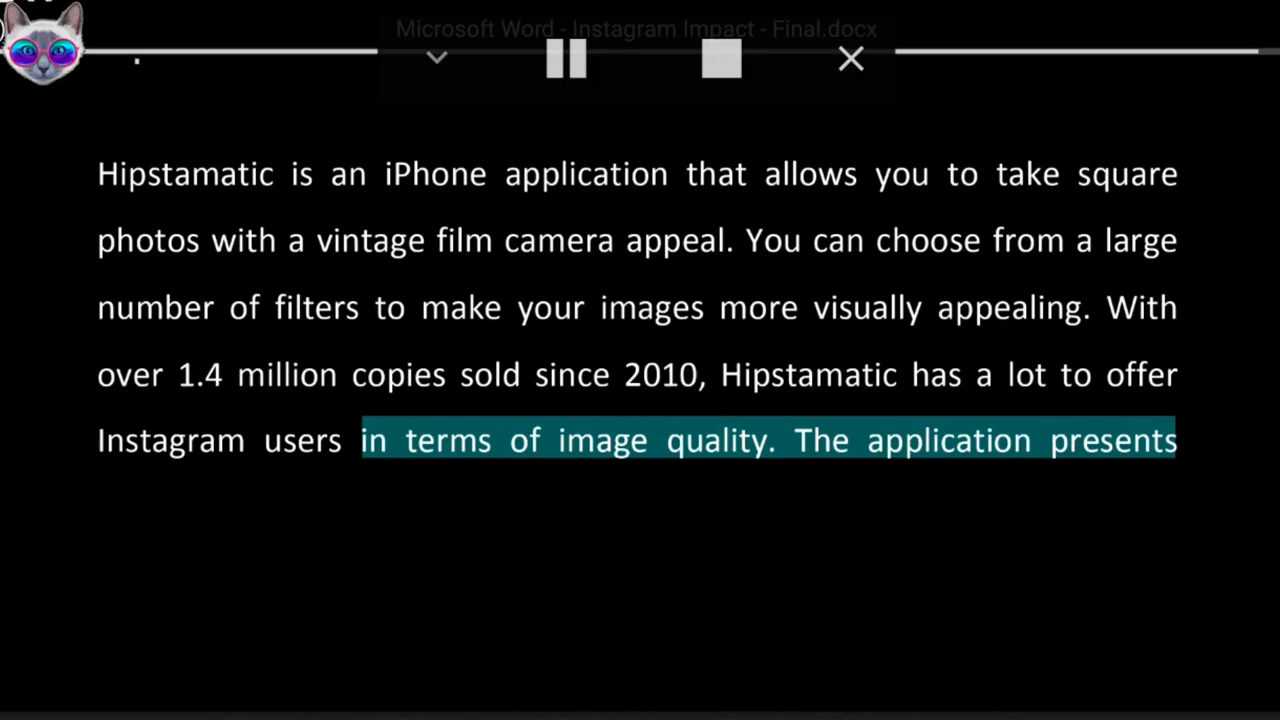 Microsoft Word - Instagram Impact - Final.docx
Hipstamatic is an iPhone application that allows you to take square
photos with a vintage film camera appeal. You can choose from a large
number of filters to make your images more visually appealing. With
over 1.4 million copies sold since 2010, Hipstamatic has a lot to offer
Instagram users in terms of image quality. The application presents